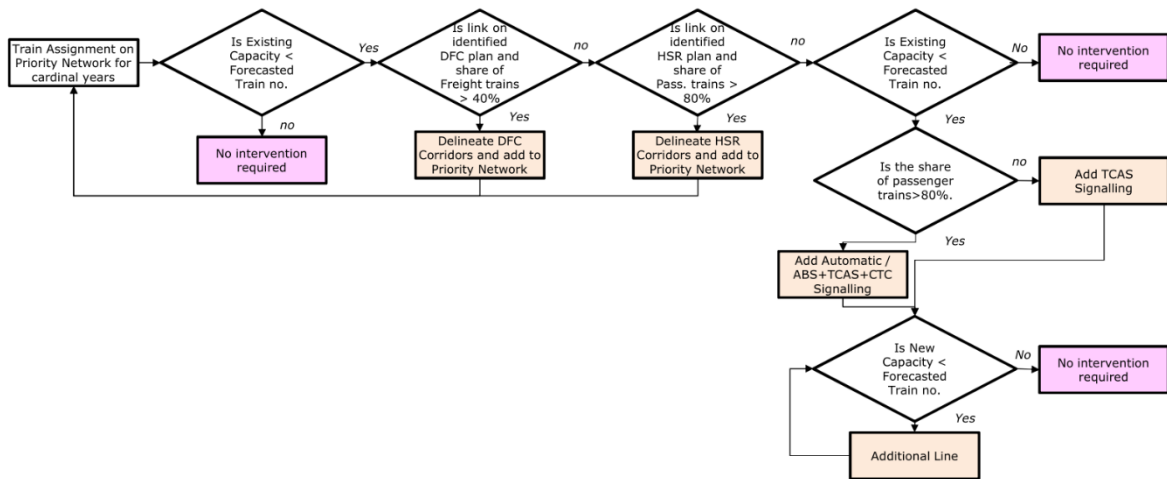 Train Assignment on
Priority Network for
cardinal years
Is Existing
Capacity <
Forecasted
Train no.
Yes
no
No intervention
required
Is link on
identified
DFC plan and
share of
Freight trains
> 40%
no
Yes
Delineate DFC
Corridors and add to
Priority Network
Is link on
identified
HSR plan and
share of
Pass. trains >
80%
no
Yes
Delineate HSR
Corridors and add to
Priority Network
Is Existing
Capacity <
Forecasted
Train no.
No
No intervention
required
Yes
Is the share
of passenger
trains>80%.
no
Add TCAS
Signalling
Yes
Add Automatic /
ABS+TCAS+CTC
Signalling
Is New
Capacity <
Forecasted
Train no.
No
No intervention
required
Yes
Additional Line